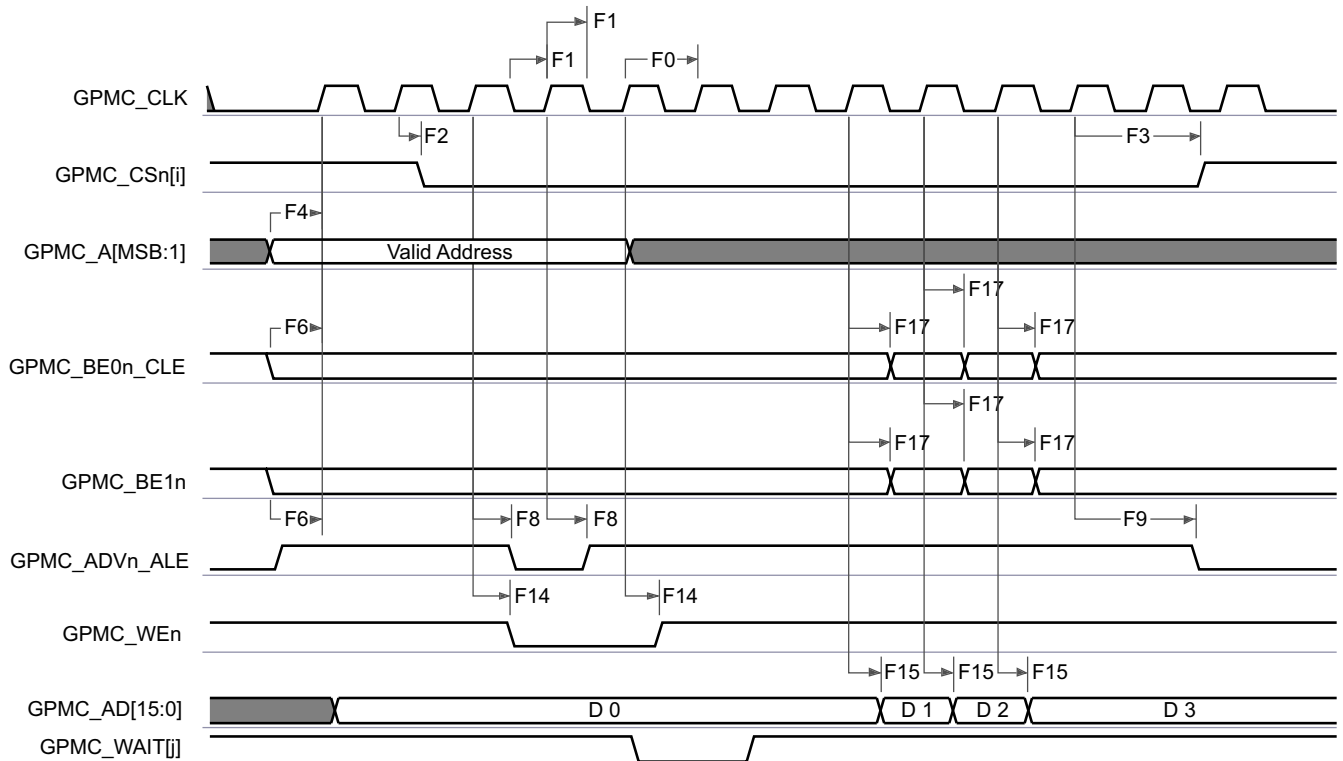 F1
F1 F0
GPMC_CLK
F2 F3
GPMC_CSn[i]
F4
GPMC_A[MSB:1] Valid Address
F17
F6 F17 F17
GPMC_BE0n_CLE
F17
F17 F17
GPMC_BE1n
F6 F8 F8 F9
GPMC_ADVn_ALE
F14 F14
GPMC_WEn
F15 F15 F15
GPMC_AD[15:0] D 0 D 1 D 2 D 3
GPMC_WAIT[j]